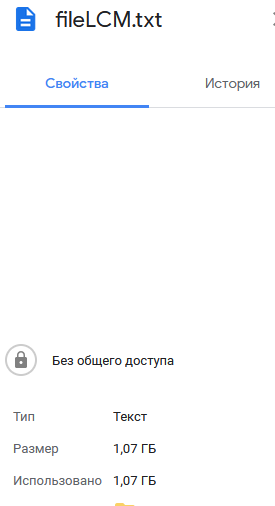 fileLCM.txt
Свойства История
Без общего доступа
Тип Текст
Размер 1,07 ГБ
Использовано 1,07 ГБ